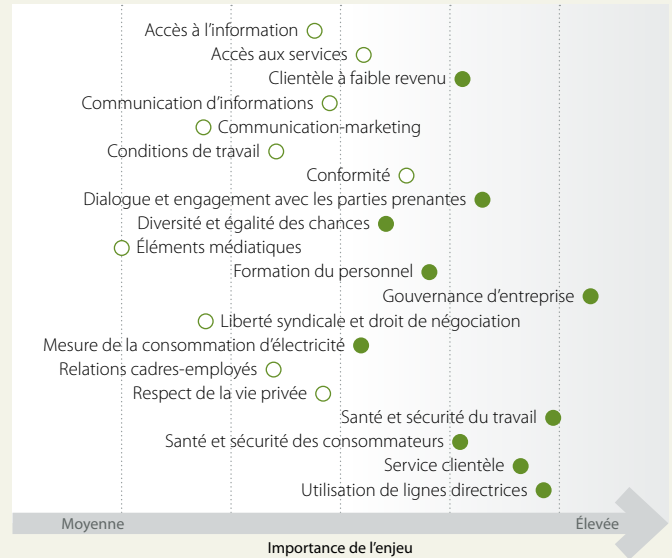 Accès à l'information
Accès aux services
Clientèle à faible revenu
Communication d'informations
Communication-marketing
Conditions de travail
Conformité
Dialogue et engagement avec les parties prenantes
Diversité et égalité des chances
Éléments médiatiques
Formation du personnel
Gouvernance d'entreprise
Liberté syndicale et droit de négociation
Mesure de la consommation d'électricité
Relations cadres-employés
Respect de la vie privée
Santé et sécurité du travail
Santé et sécurité des consommateurs
Service clientèle
Utilisation de lignes directrices
Moyenne Élevée
Importance de l'enjeu